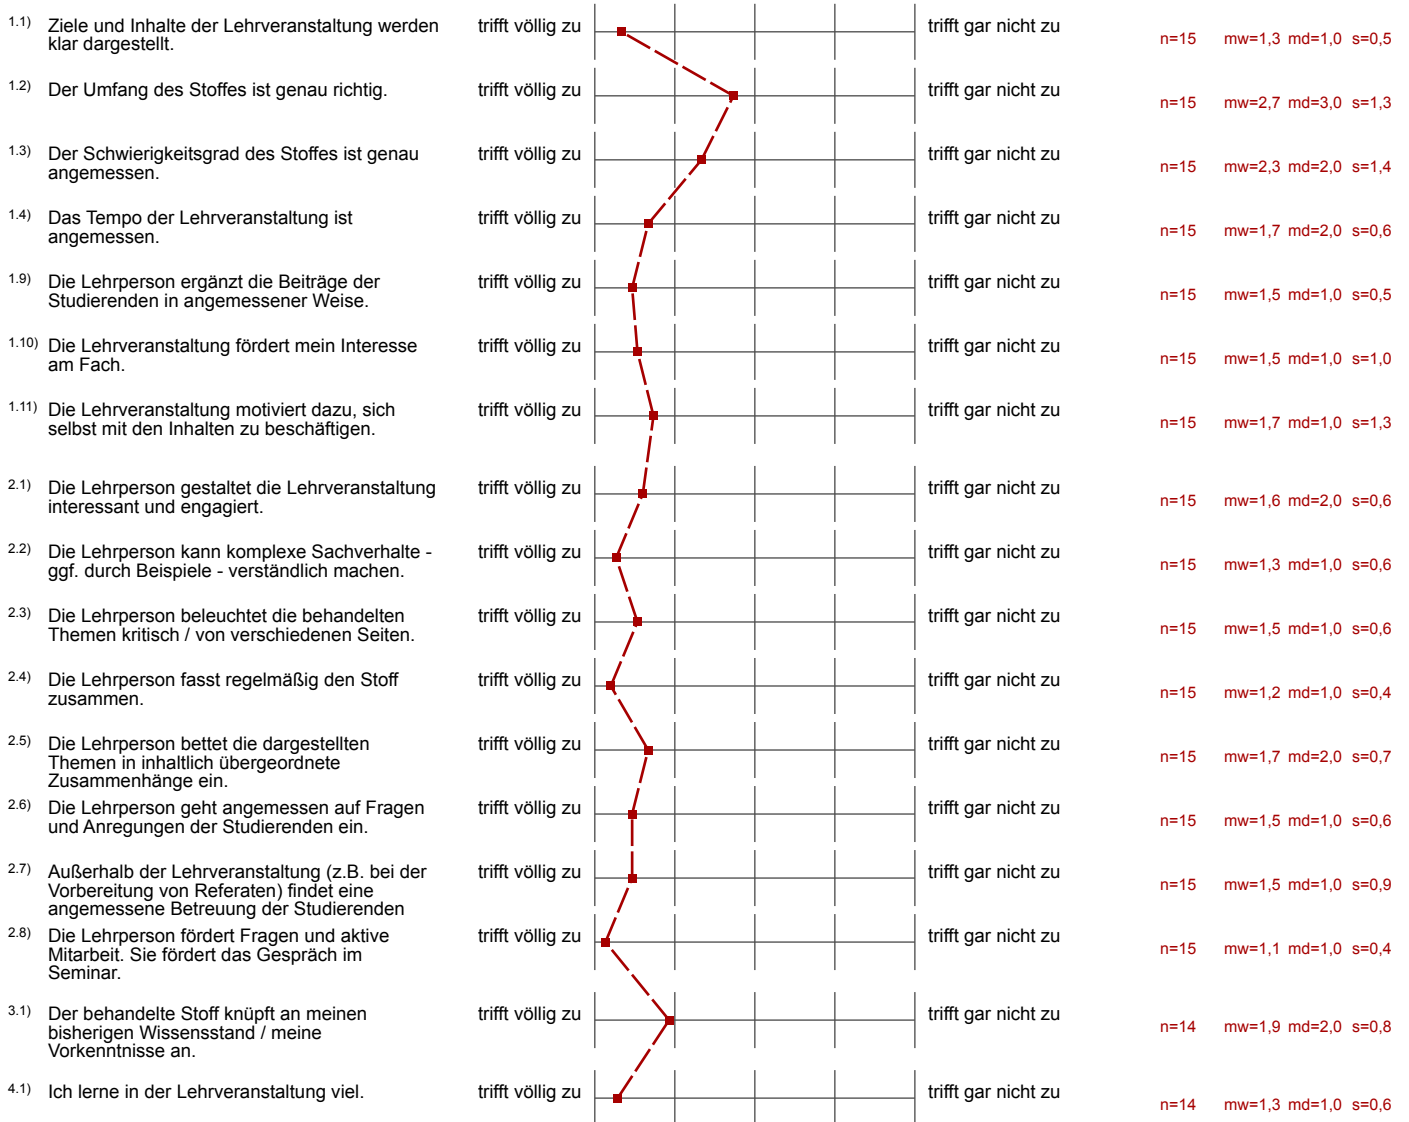 1.1) Ziele und Inhalte der Lehrveranstaltung werden trifft völlig zu trifft gar nicht zu n=15 mw=1,3 md=1,0 s=0,5
klar dargestellt.
1.2) Der Umfang des Stoffes ist genau richtig. trifft völlig zu trifft gar nicht zu n=15 mw=2,7 md=3,0 s=1,3
1.3) Der Schwierigkeitsgrad des Stoffes ist genau trifft völlig zu trifft gar nicht zu n=15 mw=2,3 md=2,0 s=1,4
angemessen.
1.4) Das Tempo der Lehrveranstaltung ist trifft völlig zu trifft gar nicht zu n=15 mw=1,7 md=2,0 s=0,6
angemessen.
1.9) Die Lehrperson ergänzt die Beiträge der trifft völlig zu trifft gar nicht zu n=15 mw=1,5 md=1,0 s=0,5
Studierenden in angemessener Weise.
1.10) Die Lehrveranstaltung fördert mein Interesse trifft völlig zu trifft gar nicht zu n=15 mw=1,5 md=1,0 s=1,0
am Fach.
1.11) Die Lehrveranstaltung motiviert dazu, sich trifft völlig zu trifft gar nicht zu n=15 mw=1,7 md=1,0 s=1,3
selbst mit den Inhalten zu beschäftigen.
2.1) Die Lehrperson gestaltet die Lehrveranstaltung trifft völlig zu trifft gar nicht zu n=15 mw=1,6 md=2,0 s=0,6
interessant und engagiert.
2.2) Die Lehrperson kann komplexe Sachverhalte - trifft völlig zu trifft gar nicht zu n=15 mw=1,3 md=1,0 s=0,6
ggf. durch Beispiele - verständlich machen.
2.3) Die Lehrperson beleuchtet die behandelten trifft völlig zu trifft gar nicht zu n=15 mw=1,5 md=1,0 s=0,6
Themen kritisch / von verschiedenen Seiten.
2.4) Die Lehrperson fasst regelmäßig den Stoff trifft völlig zu trifft gar nicht zu n=15 mw=1,2 md=1,0 s=0,4
zusammen.
2.5) Die Lehrperson bettet die dargestellten trifft völlig zu trifft gar nicht zu n=15 mw=1,7 md=2,0 s=0,7
Themen in inhaltlich übergeordnete
Zusammenhänge ein.
2.6) Die Lehrperson geht angemessen auf Fragen trifft völlig zu trifft gar nicht zu n=15 mw=1,5 md=1,0 s=0,6
und Anregungen der Studierenden ein.
2.7) Außerhalb der Lehrveranstaltung (z.B. bei der trifft völlig zu trifft gar nicht zu n=15 mw=1,5 md=1,0 s=0,9
Vorbereitung von Referaten) findet eine
angemessene Betreuung der Studierenden
2.8) Die Lehrperson fördert Fragen und aktive trifft völlig zu trifft gar nicht zu n=15 mw=1,1 md=1,0 s=0,4
Mitarbeit. Sie fördert das Gespräch im
Seminar.
3.1) Der behandelte Stoff knüpft an meinen trifft völlig zu trifft gar nicht zu n=14 mw=1,9 md=2,0 s=0,8
bisherigen Wissensstand / meine
Vorkenntnisse an.
4.1) Ich lerne in der Lehrveranstaltung viel. trifft völlig zu trifft gar nicht zu n=14 mw=1,3 md=1,0 s=0,6